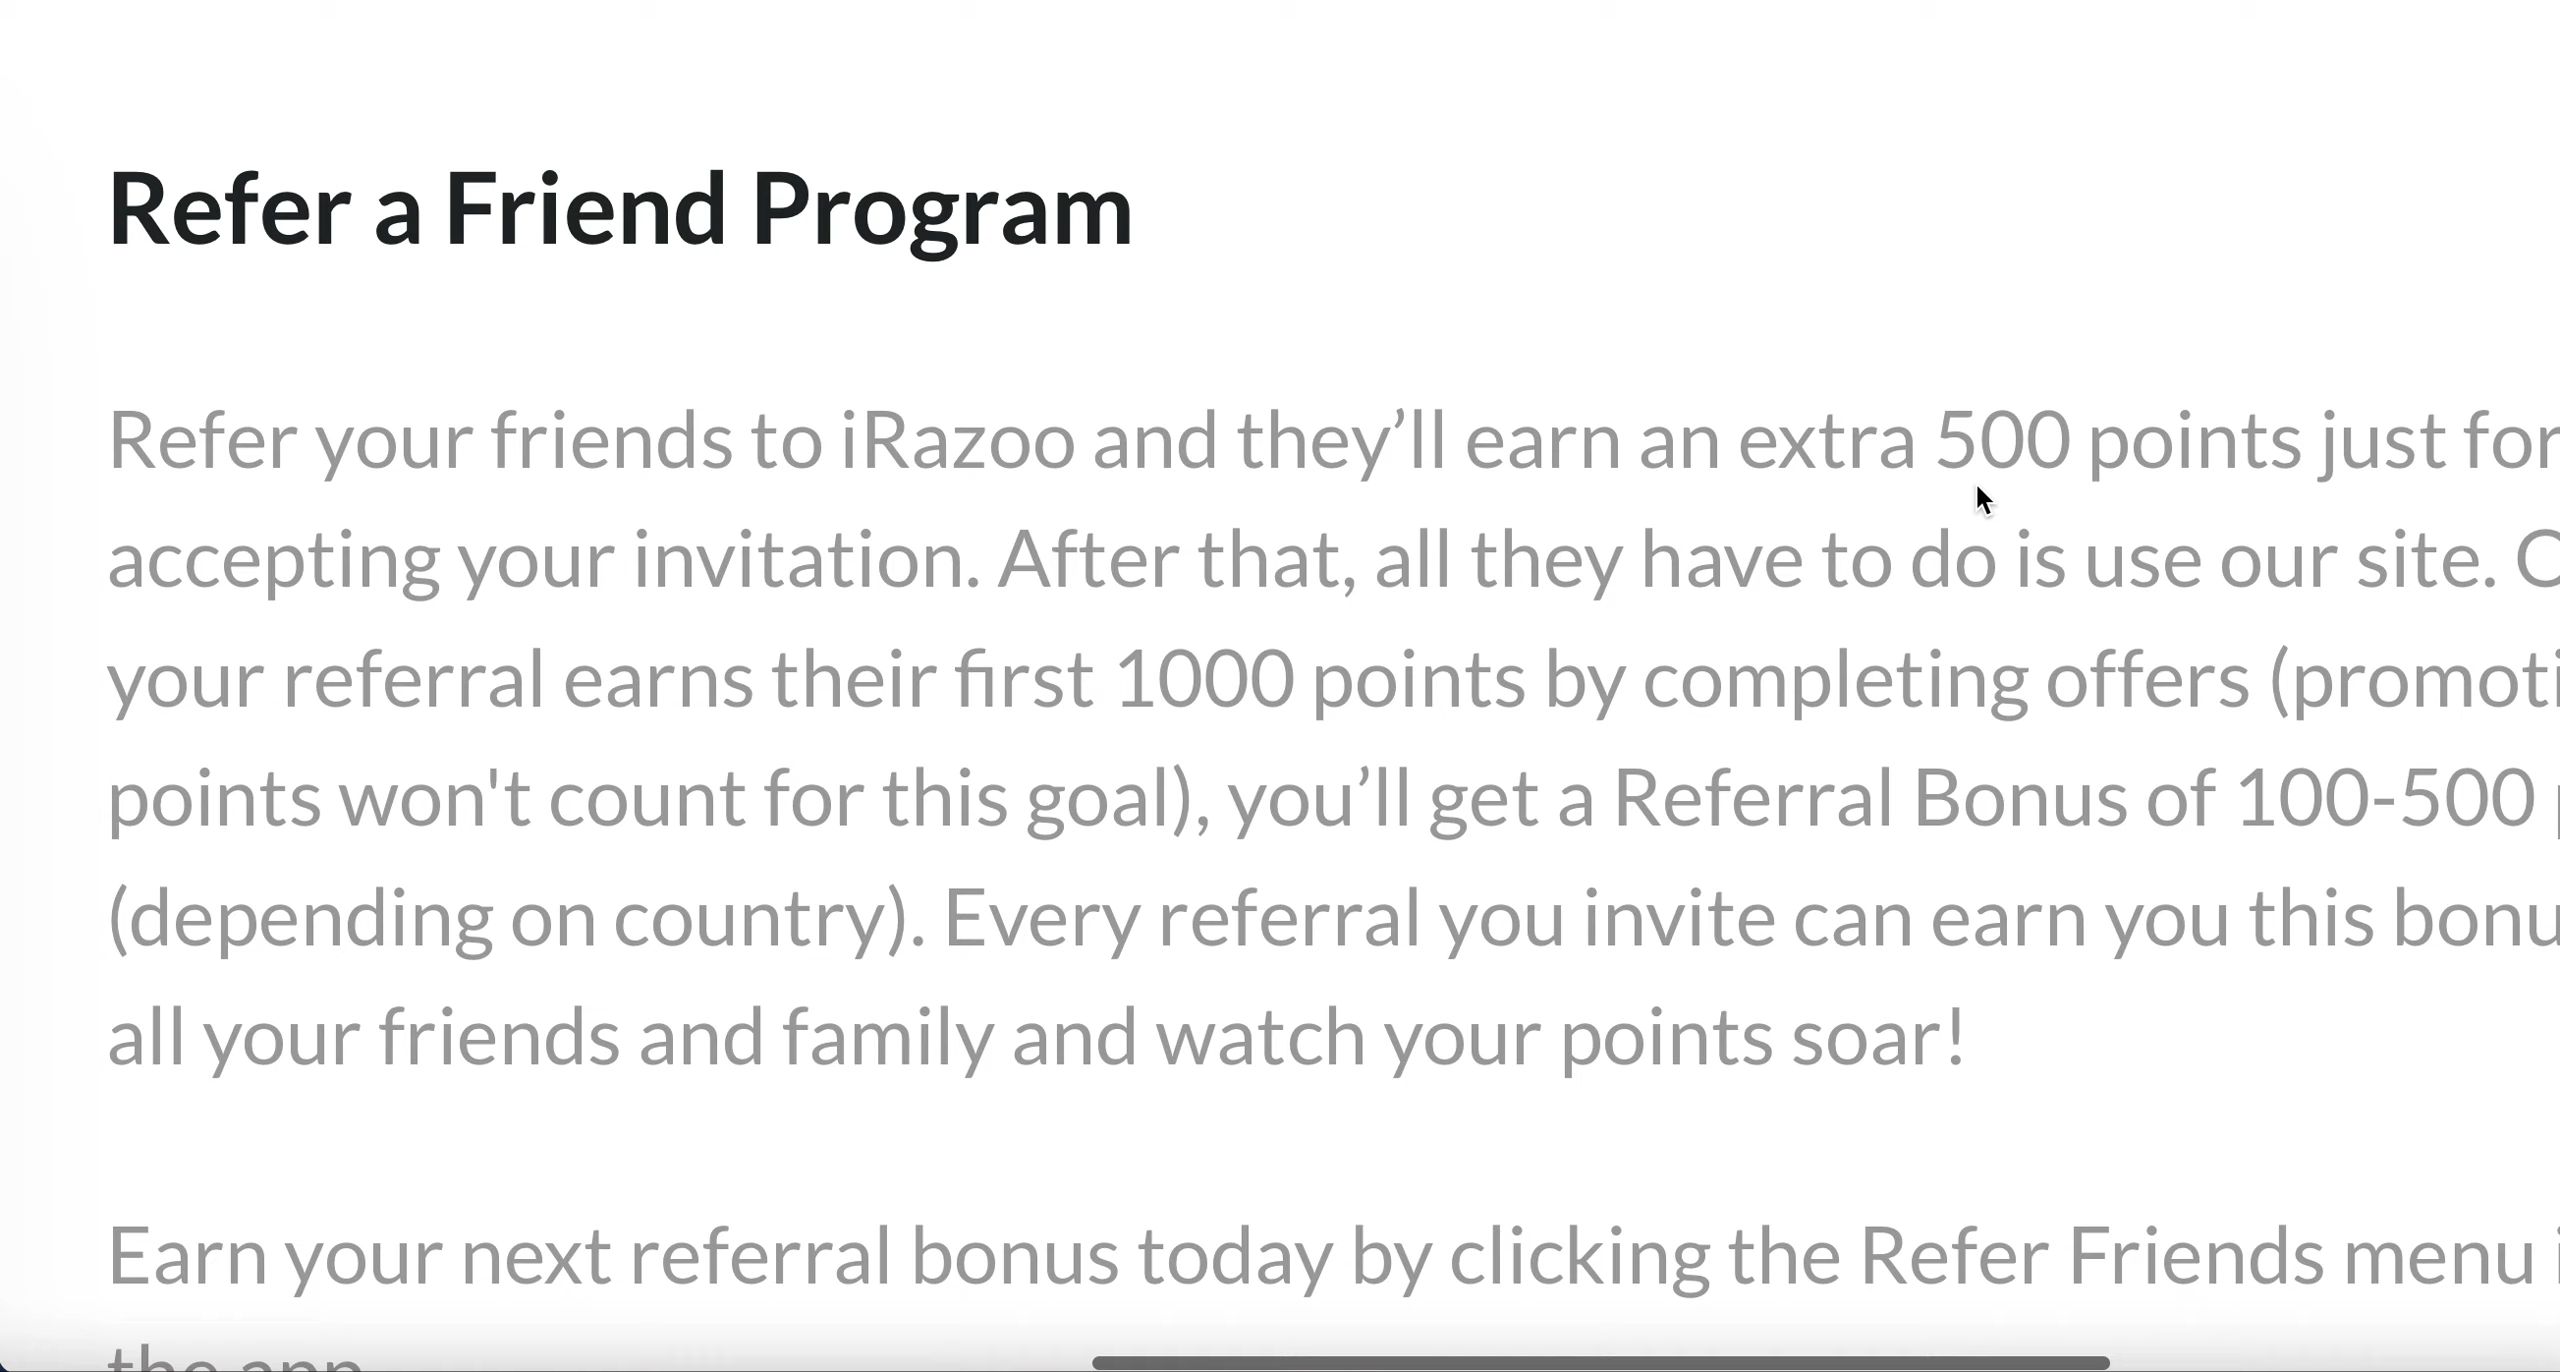 Refer a Friend Program
Refer your friends to iRazoo and they’ll earn an extra 500 points just for
accepting your invitation. After that, all they have to do is use our site.
your referral earns their first 1000 points by completing offers
points won't count for this goal), you’ll get a Referral Bonus of 100-500
(depending on country). Every referral you invite can earn you this
all your friends and family and watch your points soar!
Earn your next referral bonus today by clicking the Refer Friends menu
the app